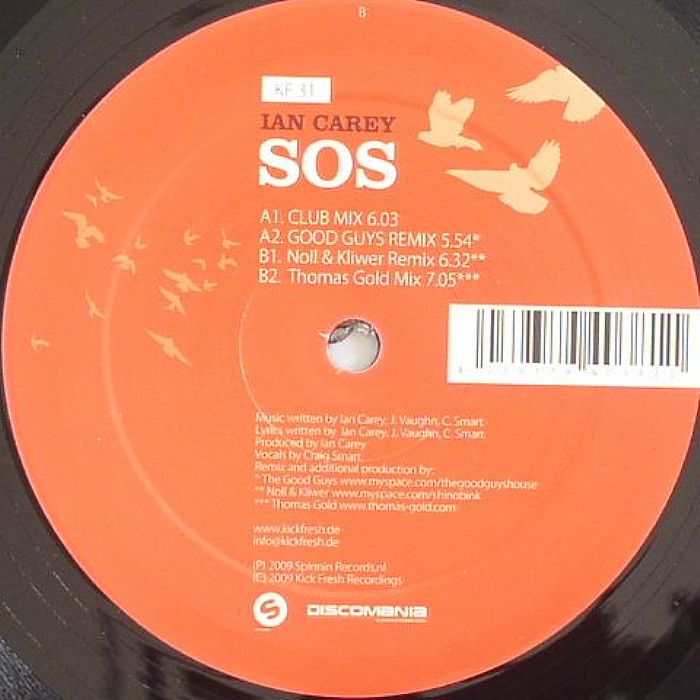 B
KF 31
IAN CAREY
SOS
A1. CLUB MIX 6.03
A2. GOOD GUYS REMIX 5.54*
B1. Noll & Kliwer Remix 6.32**
B2. Thomas Gold Mix 7.05***
Music written by Ian Carey, J. Vaughn, C. Smart
Lyrics written by Ian Carey, J. Vaughn, C. Smart
Produced by Ian Carey
Vocals by Craig Smart
Remix and additional production by:
* The Good Guys www.myspace.com/thegoodguyshouse
** Noll & Kliwer www.myspace.com/shinobink
*** Thomas Gold www.thomas-gold.com
www.kickfresh.de
info@kickfresh.de
(P) 2009 Spinnin Records.nl
(C) 2009 Kick Fresh Recordings
DISCOMANIA